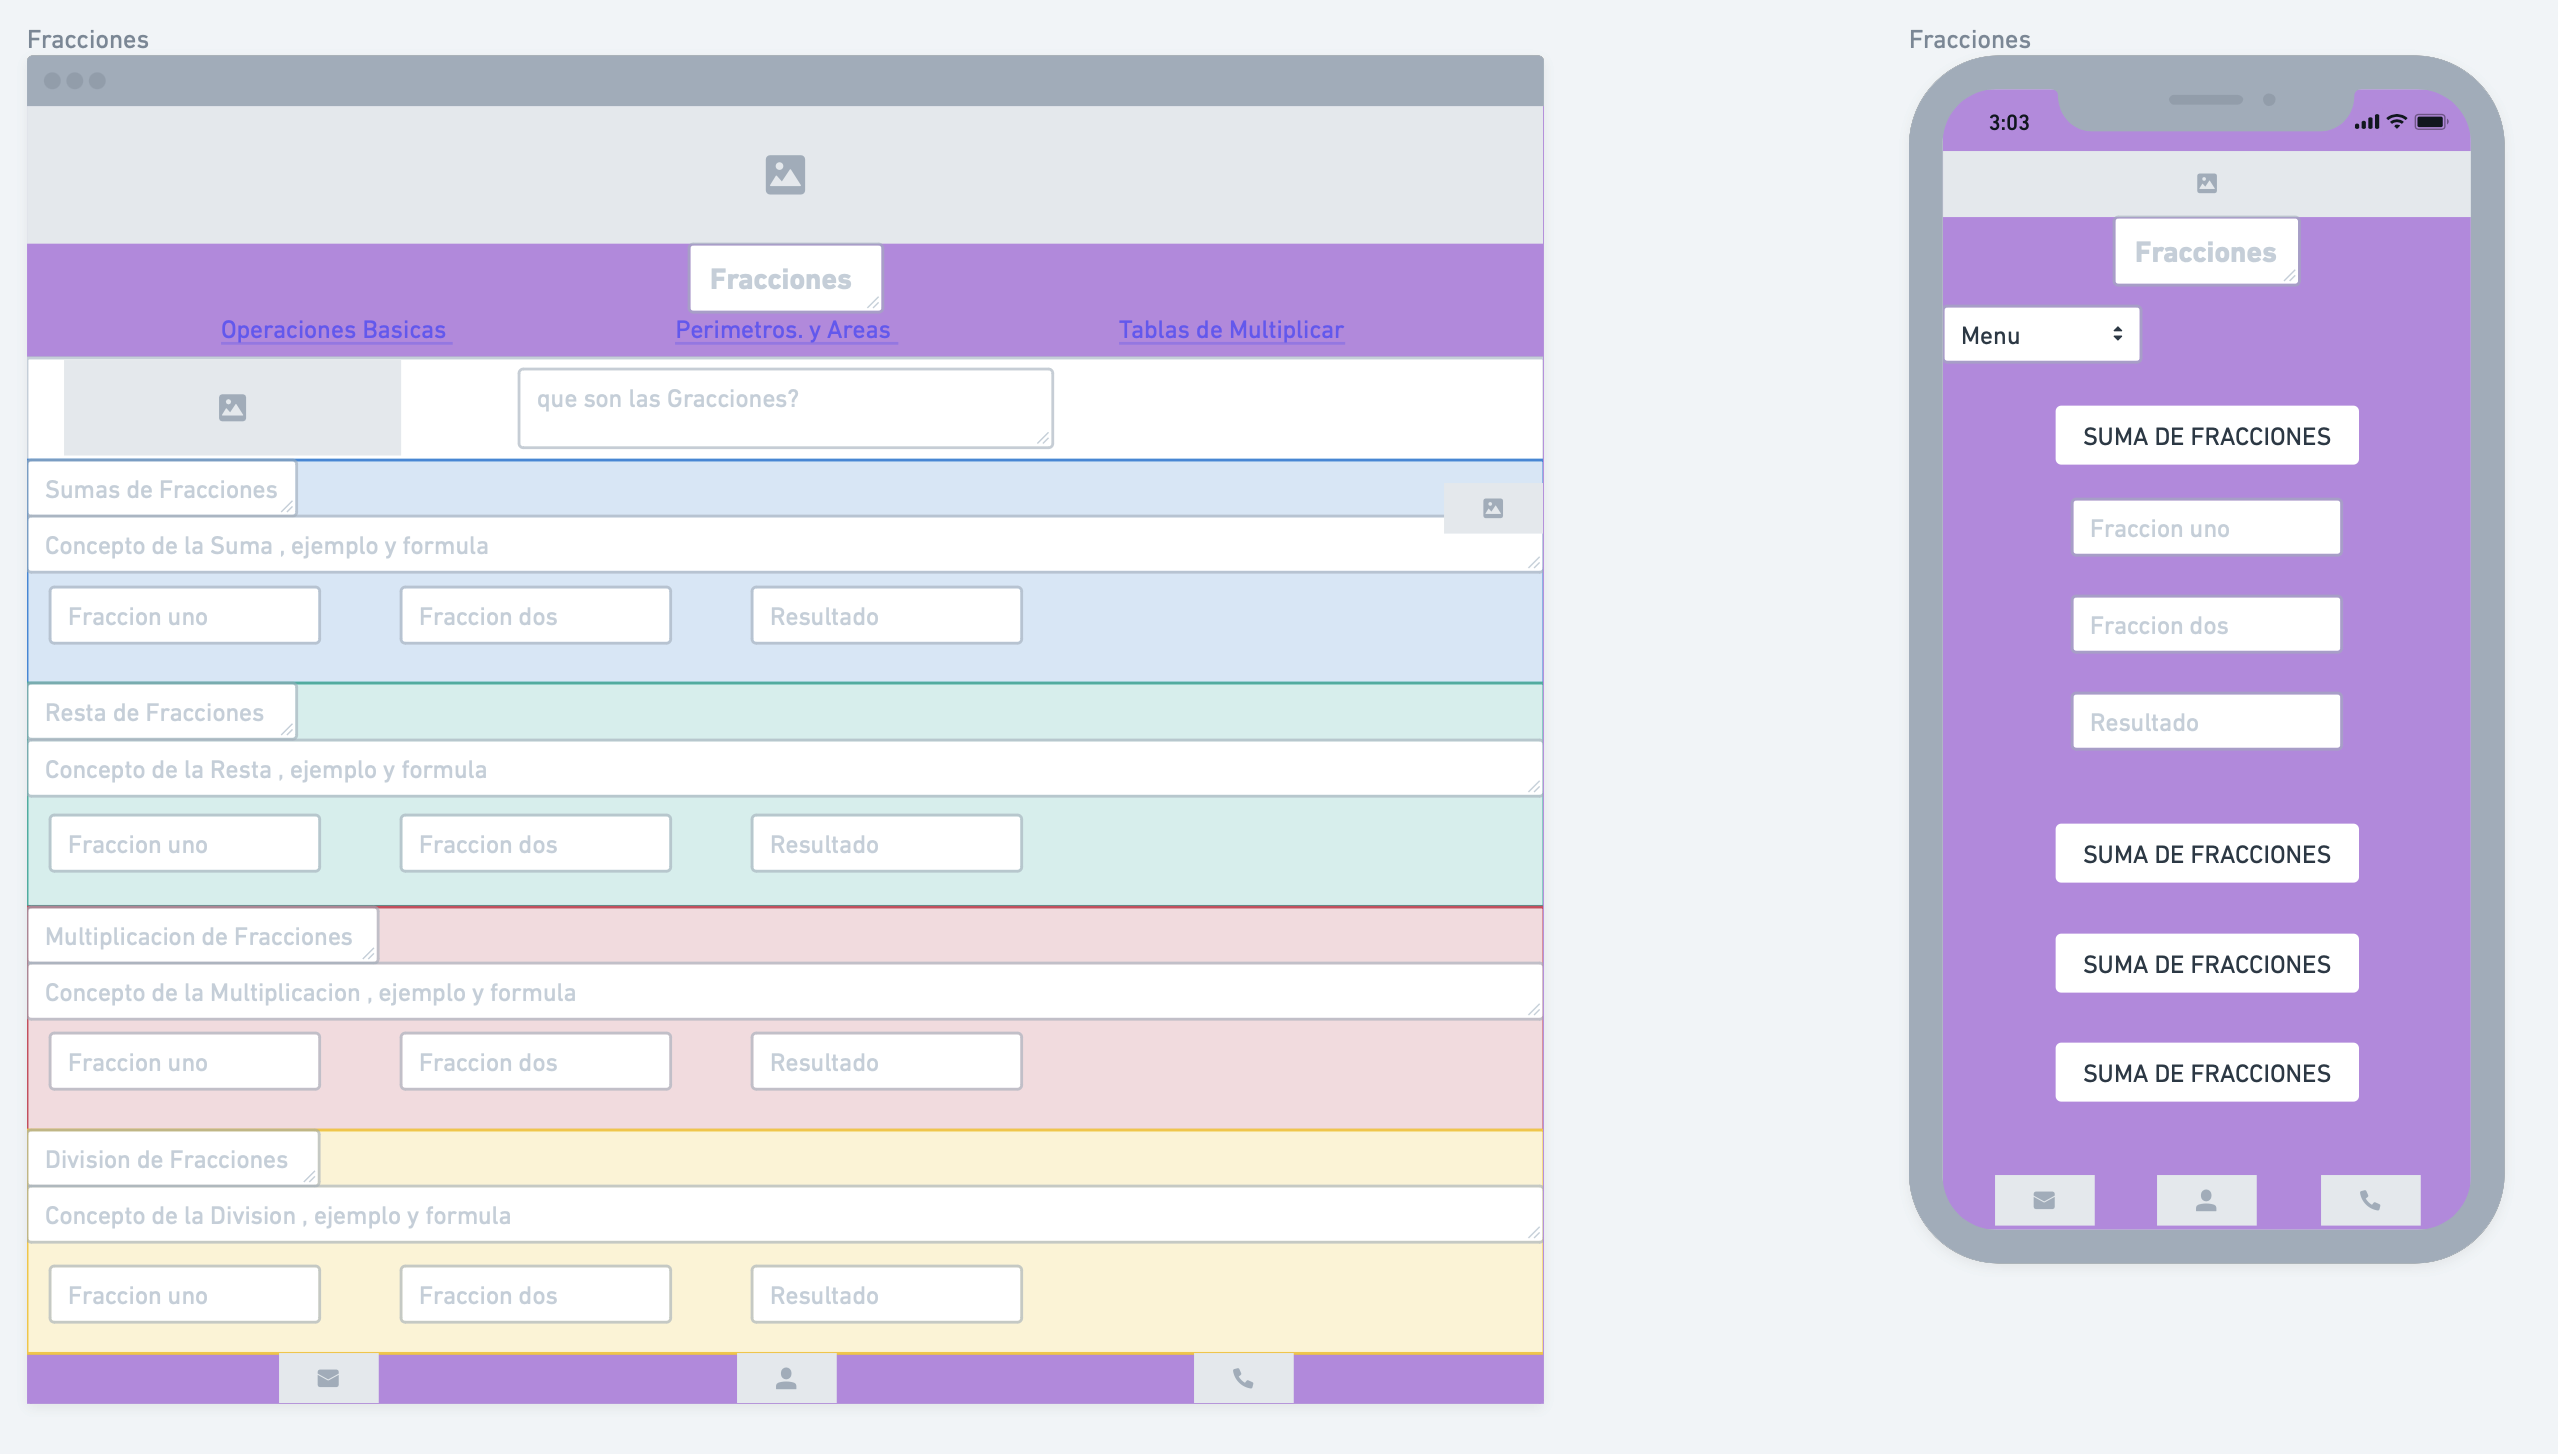 Fracciones
Fracciones
Operaciones Basicas
Perimetros. y Areas
Tablas de Multiplicar
que son las Gracciones?
Sumas de Fracciones
Concepto de la Suma , ejemplo y formula
Fraccion uno
Fraccion dos
Resultado
Resta de Fracciones
Concepto de la Resta , ejemplo y formula
Fraccion uno
Fraccion dos
Resultado
Multiplicacion de Fracciones
Concepto de la Multiplicacion , ejemplo y formula
Fraccion uno
Fraccion dos
Resultado
Division de Fracciones
Concepto de la Division , ejemplo y formula
Fraccion uno
Fraccion dos
Resultado
Fracciones
3:03
Fracciones
Menu
SUMA DE FRACCIONES
Fraccion uno
Fraccion dos
Resultado
SUMA DE FRACCIONES
SUMA DE FRACCIONES
SUMA DE FRACCIONES